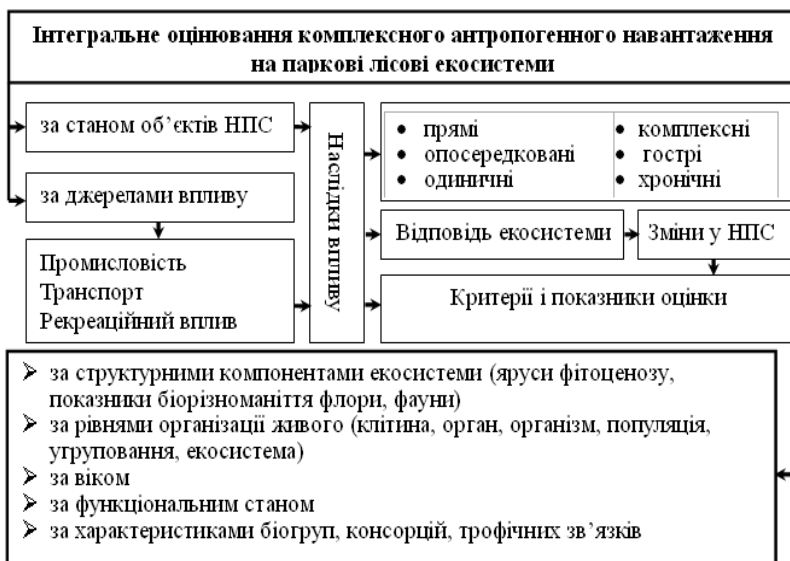 Інтегральне оцінювання комплексного антропогенного навантаження
на паркові лісові екосистеми
за станом об’єктів НПС
за джерелами впливу
Промисловість
Транспорт
Рекреаційний вплив
Наслідки впливу
• прямі
• опосередковані
• одиничні
• комплексні
• гострі
• хронічні
Відповідь екосистеми
Зміни у НПС
Критерії і показники оцінки
➢ за структурними компонентами екосистеми (яруси фітоценозу,
показники біорізноманіття флори, фауни)
➢ за рівнями організації живого (клітина, орган, організм, популяція,
угруповання, екосистема)
➢ за віком
➢ за функціональним станом
➢ за характеристиками біогруп, консорцій, трофічних зв’язків